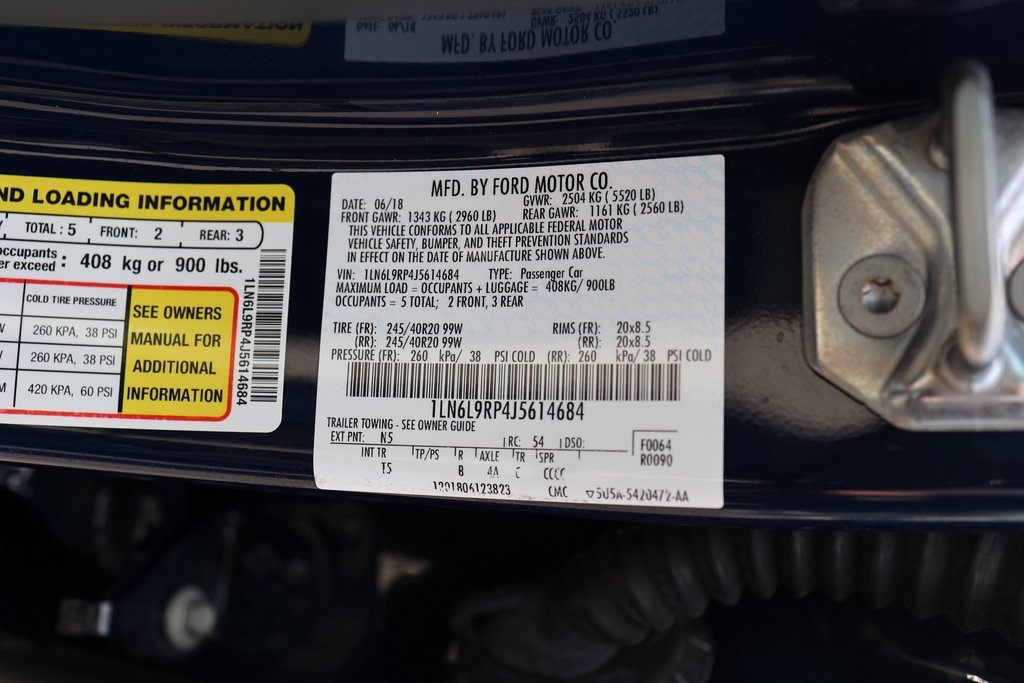 ND LOADING INFORMATION
TOTAL : 5 FRONT: 2 REAR: 3
occupants
er exceed : 408 kg or 900 lbs.
COLD TIRE PRESSURE
260 KPA, 38 PSI
260 KPA, 38 PSI
420 KPA, 60 PSI
SEE OWNERS
MANUAL FOR
ADDITIONAL
INFORMATION
1LN6L9RP4J5614684
MFD. BY FORD MOTOR CO.
DATE: 06/18 GVWR: 2504 KG ( 5520 LB)
FRONT GAWR: 1343 KG ( 2960 LB) REAR GAWR: 1161 KG ( 2560 LB)
THIS VEHICLE CONFORMS TO ALL APPLICABLE FEDERAL MOTOR
VEHICLE SAFETY, BUMPER, AND THEFT PREVENTION STANDARDS
IN EFFECT ON THE DATE OF MANUFACTURE SHOWN ABOVE.
VIN: 1LN6L9RP4J5614684 TYPE: Passenger Car
MAXIMUM LOAD = OCCUPANTS + LUGGAGE = 408KG/ 900LB
OCCUPANTS = 5 TOTAL; 2 FRONT, 3 REAR
TIRE (FR): 245/40R20 99W RIMS (FR): 20x8.5
(RR): 245/40R20 99W (RR): 20x8.5
PRESSURE (FR): 260 kPa/ 38 PSI COLD (RR): 260 kPa/ 38 PSI COLD
1LN6L9RP4J5614684
TRAILER TOWING - SEE OWNER GUIDE
EXT PNT: N5 RC: 54 DSO:
F0064
R0090
INT TR TP/PS R AXLE TR SPR
T5 B 4A C CCCC
1201806123823 CMC 5U5A-5420472-AA
MFD. BY FORD MOTOR CO.